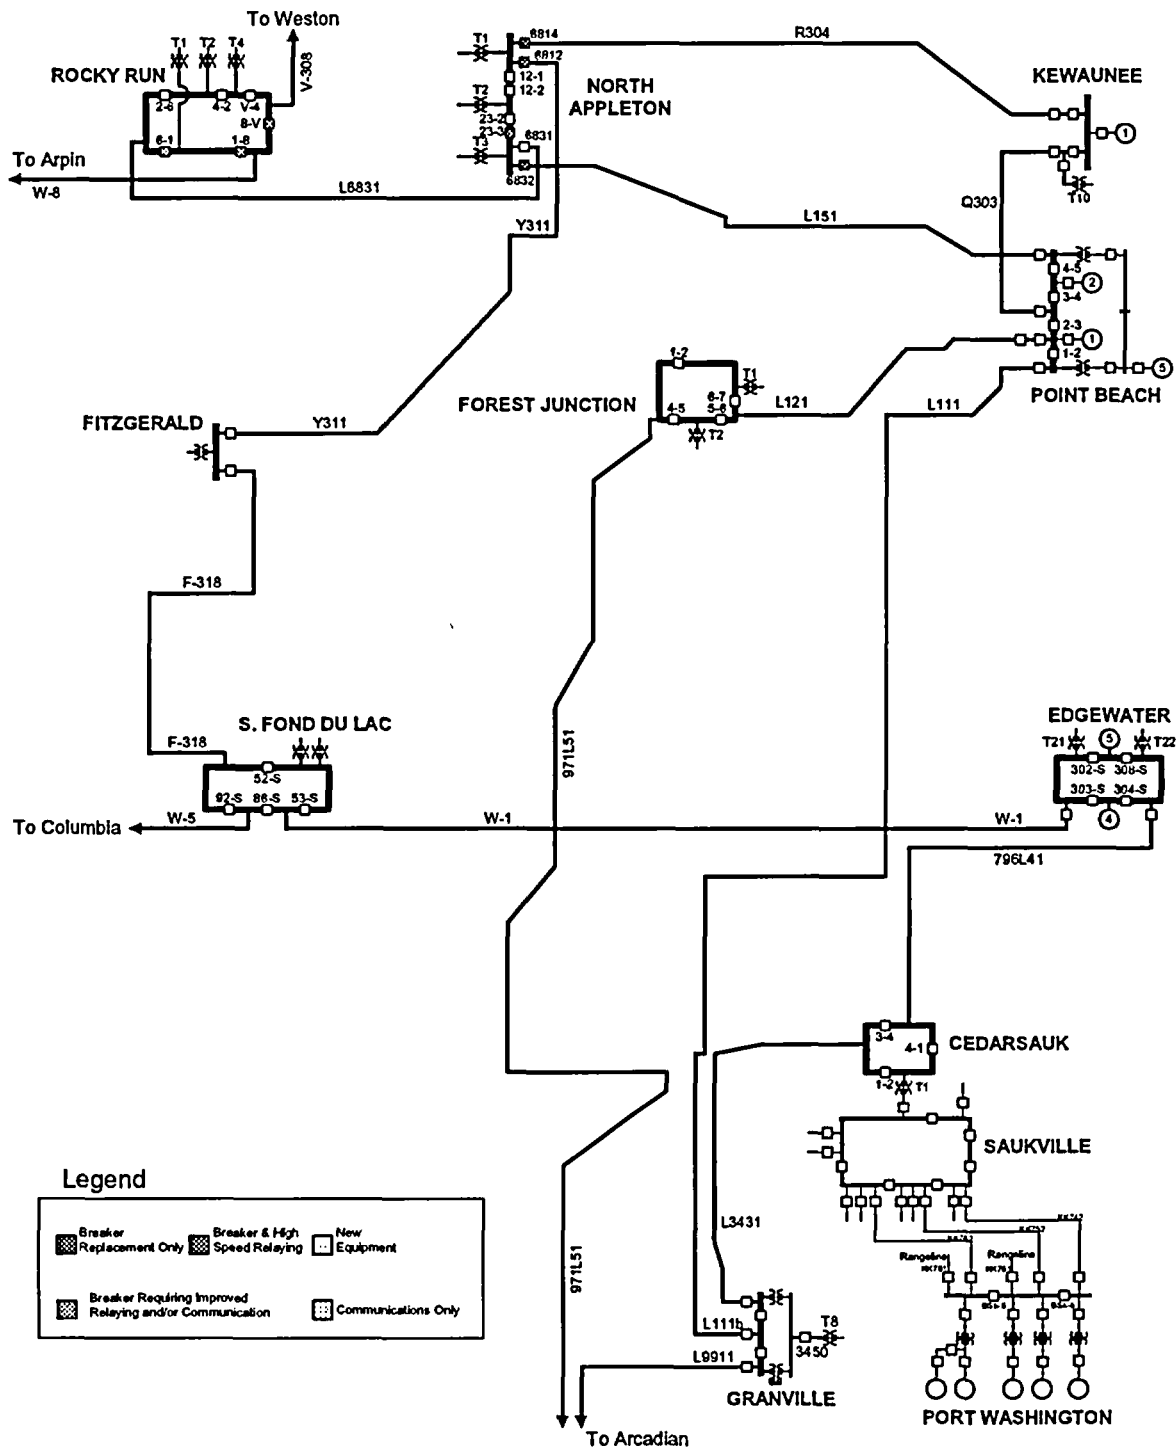 To Weston
V-308
T1 T2 T4
ROCKY RUN
2-6 4-2 V-4
8-V
6-1 1-8
To Arpin
W-8
L6831
T1
6814
6812
12-1
12-2
T2
23-2
23-3
6831
T3
6832
NORTH
APPLETON
R304
KEWAUNEE
1
T10
Q303
L151
Y311
4-5
2
3-4
2-3
1
1-2
5
POINT BEACH
1-2
T1
FOREST JUNCTION
6-7
4-5 5-6
T2
L121
L111
FITZGERALD
Y311
F-318
971L51
S. FOND DU LAC
F-318
52-S
92-S 86-S 53-S
To Columbia
W-5
W-1
W-1
EDGEWATER
T21 5 T22
302-S 308-S
303-S 304-S
4
796L41
3-4
4-1
CEDARSAUK
1-2
T1
SAUKVILLE
L3431
Rangeline
Rangeline
L111b
T8
3450
L9911
GRANVILLE
PORT WASHINGTON
971L51
To Arcadian
Legend
Breaker
Replacement Only
Breaker & High
Speed Relaying
New
Equipment
Breaker Requiring Improved
Relaying and/or Communication
Communications Only